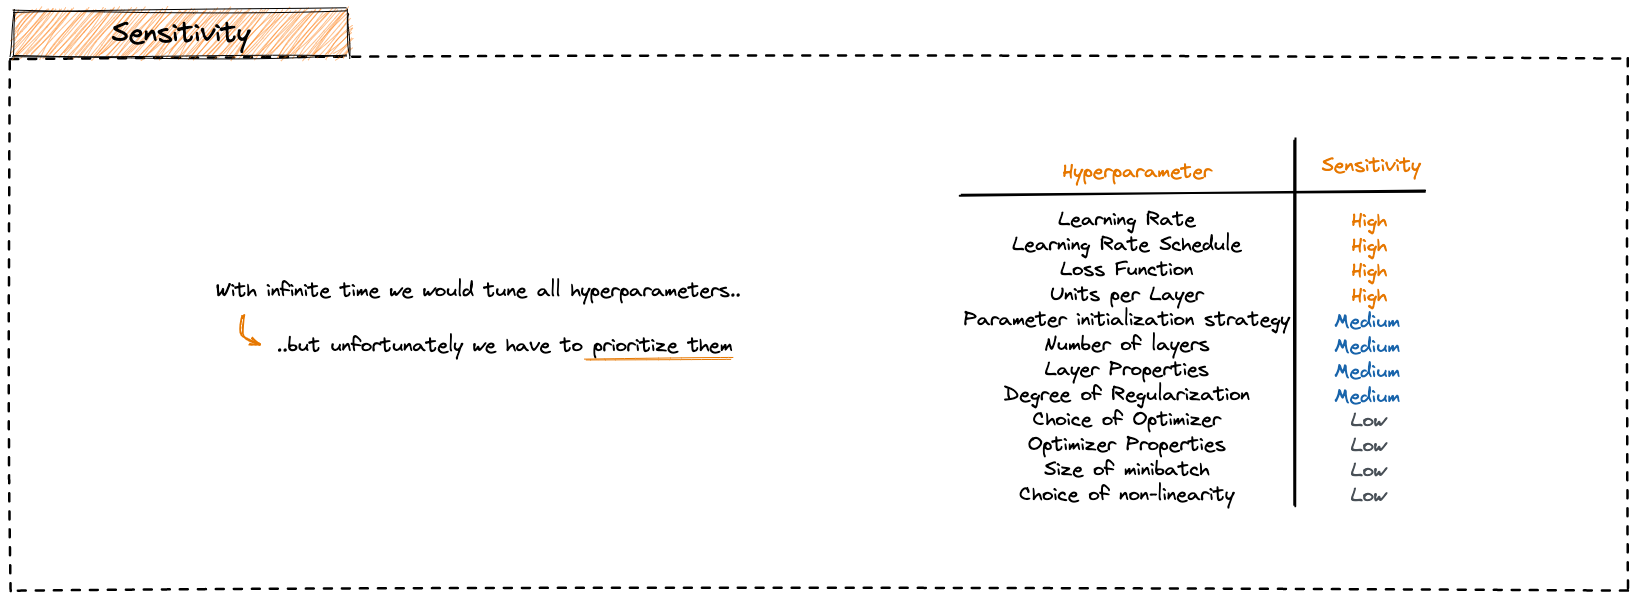 Sensitivity
With infinite time we would tune all hyperparameters..
..but unfortunately we have to prioritize them
Hyperparameter Sensitivity
Learning Rate High
Learning Rate Schedule High
Loss Function High
Units per Layer High
Parameter initialization strategy Medium
Number of layers Medium
Layer Properties Medium
Degree of Regularization Medium
Choice of Optimizer Low
Optimizer Properties Low
Size of minibatch Low
Choice of non-linearity Low